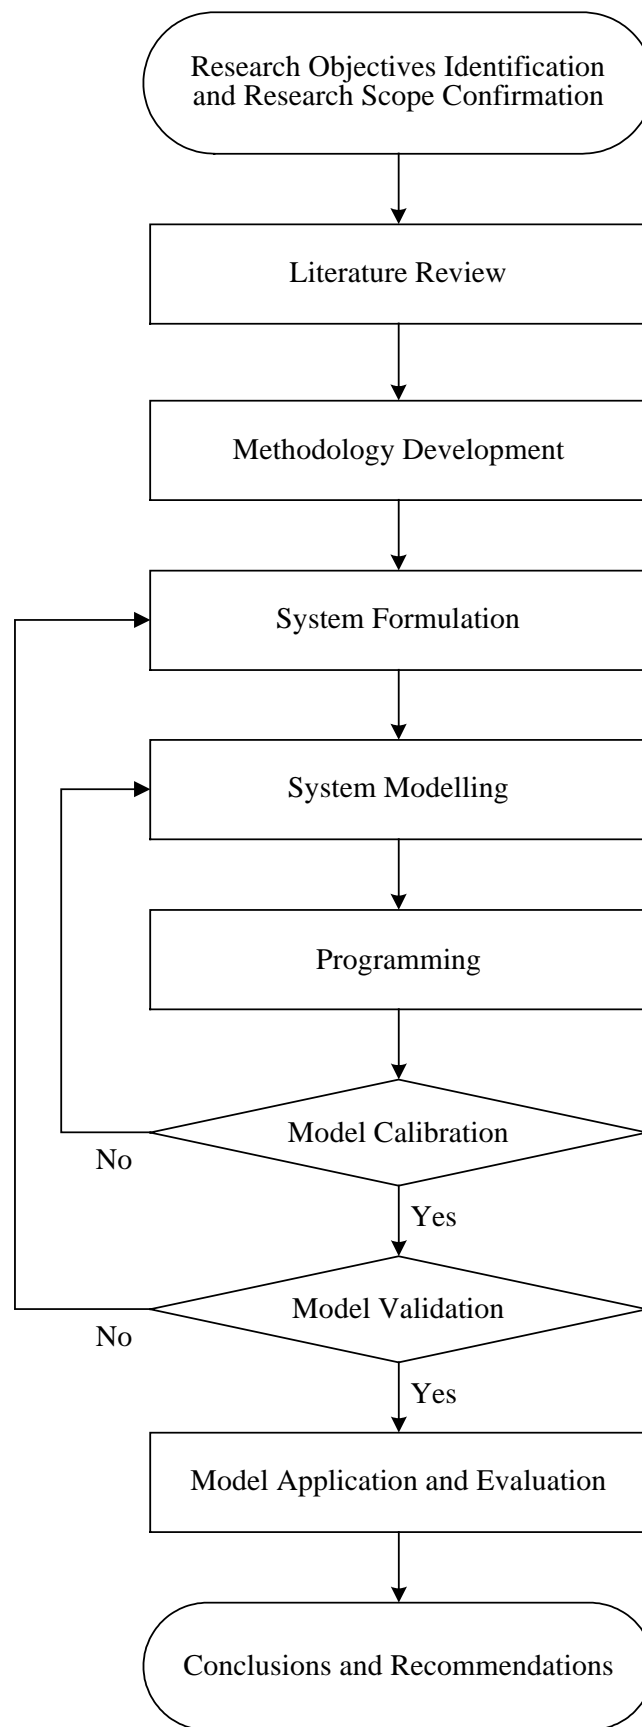 Research Objectives Identification
and Research Scope Confirmation
Literature Review
Methodology Development
System Formulation
System Modelling
Programming
Model Calibration
No
Yes
Model Validation
No
Yes
Model Application and Evaluation
Conclusions and Recommendations